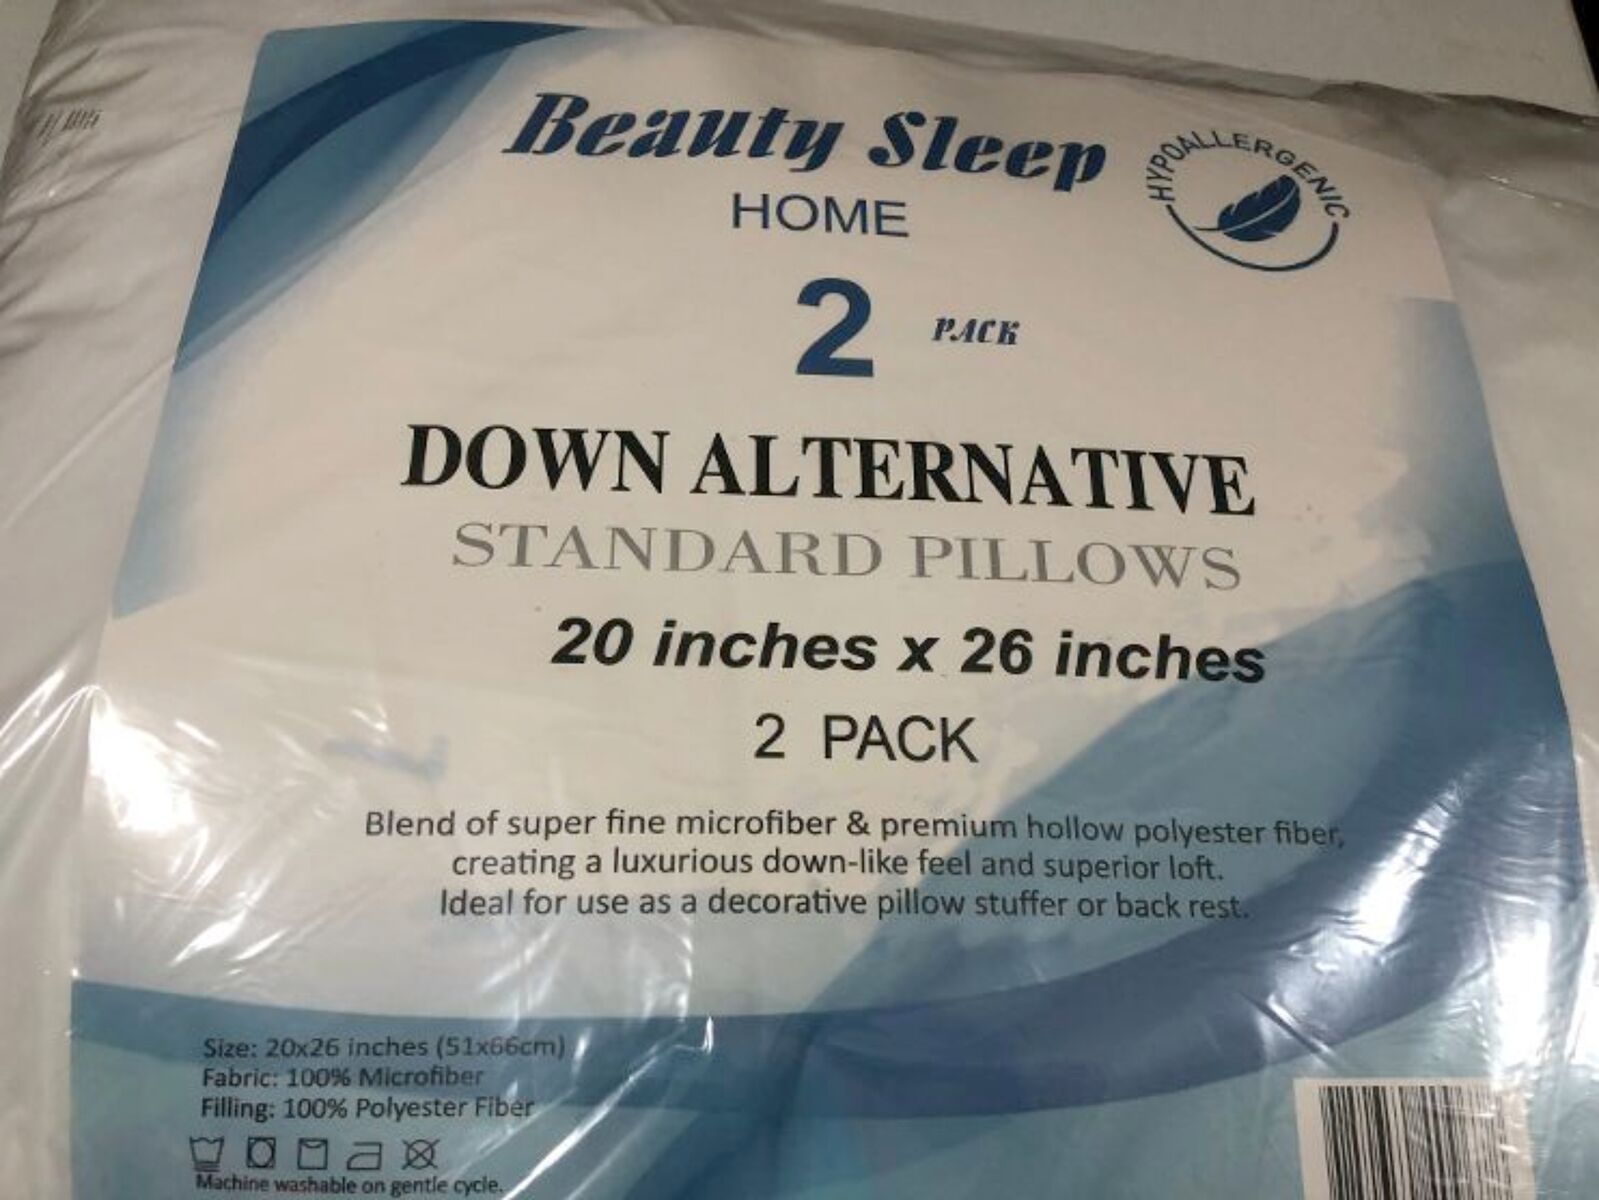 Beauty Sleep
HOME
HYPOALLERGENIC
2 PACK
DOWN ALTERNATIVE
STANDARD PILLOWS
20 inches x 26 inches
2 PACK
Blend of super fine microfiber & premium hollow polyester fiber,
creating a luxurious down-like feel and superior loft.
Ideal for use as a decorative pillow stuffer or back rest.
Size: 20x26 inches (51x66cm)
Fabric: 100% Microfiber
Filling: 100% Polyester Fiber
Machine washable on gentle cycle.